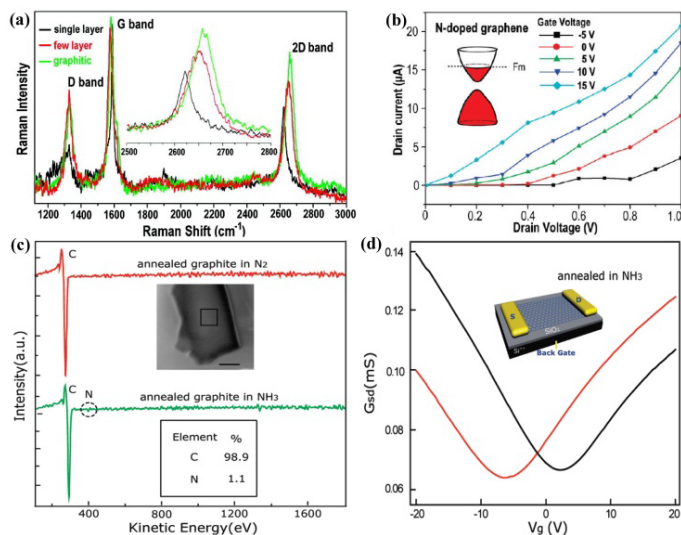 (a)
G band
single layer
few layer
graphitic
D band
2D band
2500 2600 2700 2800
Raman Intensity
1200 1400 1600 1800 2000 2200 2400 2600 2800 3000
Raman Shift (cm-1)
(b)
N-doped graphene
Fm
Gate Voltage
-5 V
0 V
5 V
10 V
15 V
Drain current (μA)
25
20
15
10
5
0
0 0.2 0.4 0.6 0.8 1.0
Drain Voltage (V)
(c)
C
annealed graphite in N2
C
N
annealed graphite in NH3
Element %
C 98.9
N 1.1
Intensity(a.u.)
400 800 1200 1600
Kinetic Energy(eV)
(d)
annealed in NH3
S
D
SiO2
Back Gate
Gsd(mS)
0.14
0.12
0.10
0.08
0.06
-20 -10 0 10 20
Vg (V)